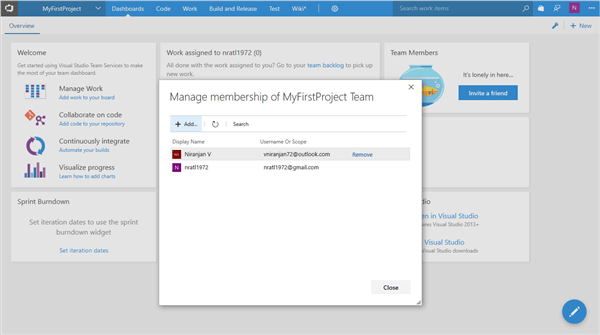 MyFirstProject
Dashboards Code Work Build and Release Test Wiki*
Search work items
N
Overview
+ New
Welcome
Get started using Visual Studio Team Services to
make the most of your team dashboard.
Manage Work
Add work to your board
Collaborate on code
Add code to your repository
Continuously integrate
Automate your builds
Visualize progress
Learn how to add charts
Work assigned to nratl1972 (0)
All done with the work assigned to you? Go to your team backlog to pick up
new work.
Team Members
It's lonely in here...
Invite a friend
Manage membership of MyFirstProject Team
+ Add... Search
Display Name Username Or Scope
Niranjan V vniranjan72@outlook.com Remove
N nratl1972 nratl1972@gmail.com
Close
Sprint Burndown
Set iteration dates to use the sprint
burndown widget
Set iteration dates
dio
n in Visual Studio
res Visual Studio 2013+
Visual Studio
l Studio downloads